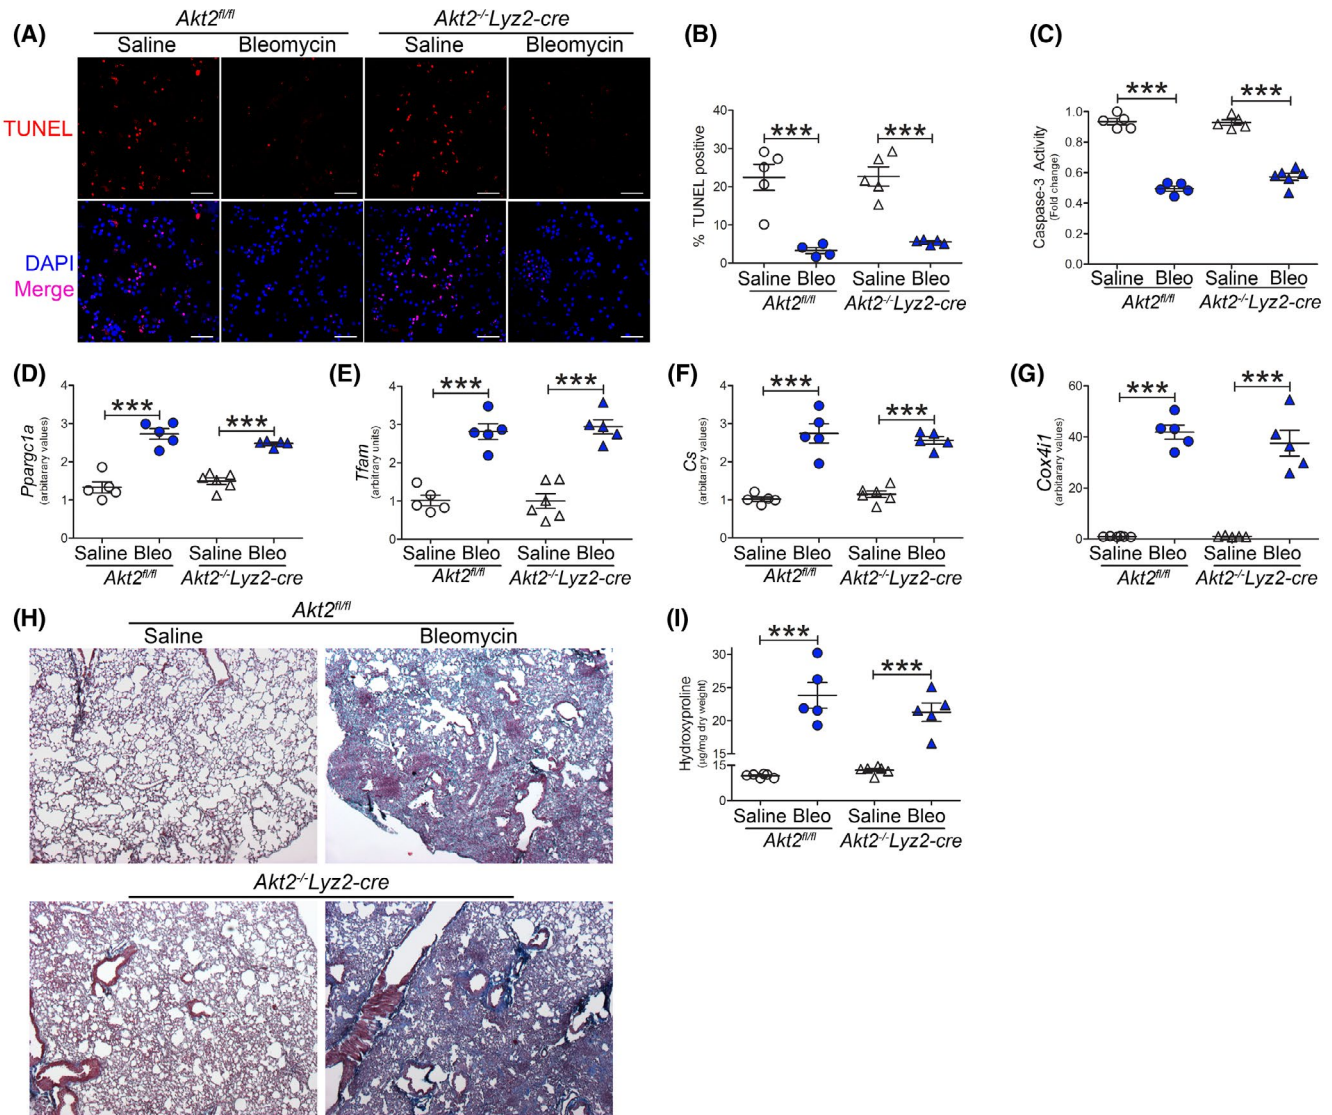 (A)
Akt2fl/fl Akt2-/-Lyz2-cre
Saline Bleomycin Saline Bleomycin
TUNEL
DAPI
Merge
(B)
% TUNEL positive
40
30
20
10
0
*** ***
Saline Bleo Saline Bleo
Akt2fl/fl Akt2-/-Lyz2-cre
(C)
Caspase-3 Activity
(Fold change)
1.0
0.8
0.6
0.4
0.2
0.0
*** ***
Saline Bleo Saline Bleo
Akt2fl/fl Akt2-/-Lyz2-cre
(D)
Ppargc1a
(arbitarary values)
4
3
2
1
0
*** ***
Saline Bleo Saline Bleo
Akt2fl/fl Akt2-/-Lyz2-cre
(E)
Tfam
(arbitrary units)
4
3
2
1
0
*** ***
Saline Bleo Saline Bleo
Akt2fl/fl Akt2-/-Lyz2-cre
(F)
Cs
(arbitarary values)
4
3
2
1
0
*** ***
Saline Bleo Saline Bleo
Akt2fl/fl Akt2-/-Lyz2-cre
(G)
Cox4i1
(arbitarary values)
60
40
20
0
*** ***
Saline Bleo Saline Bleo
Akt2fl/fl Akt2-/-Lyz2-cre
(H)
Akt2fl/fl
Saline Bleomycin
Akt2-/-Lyz2-cre
(I)
Hydroxyproline
(µg/mg dry weight)
30
25
20
15
15
0
*** ***
Saline Bleo Saline Bleo
Akt2fl/fl Akt2-/-Lyz2-cre